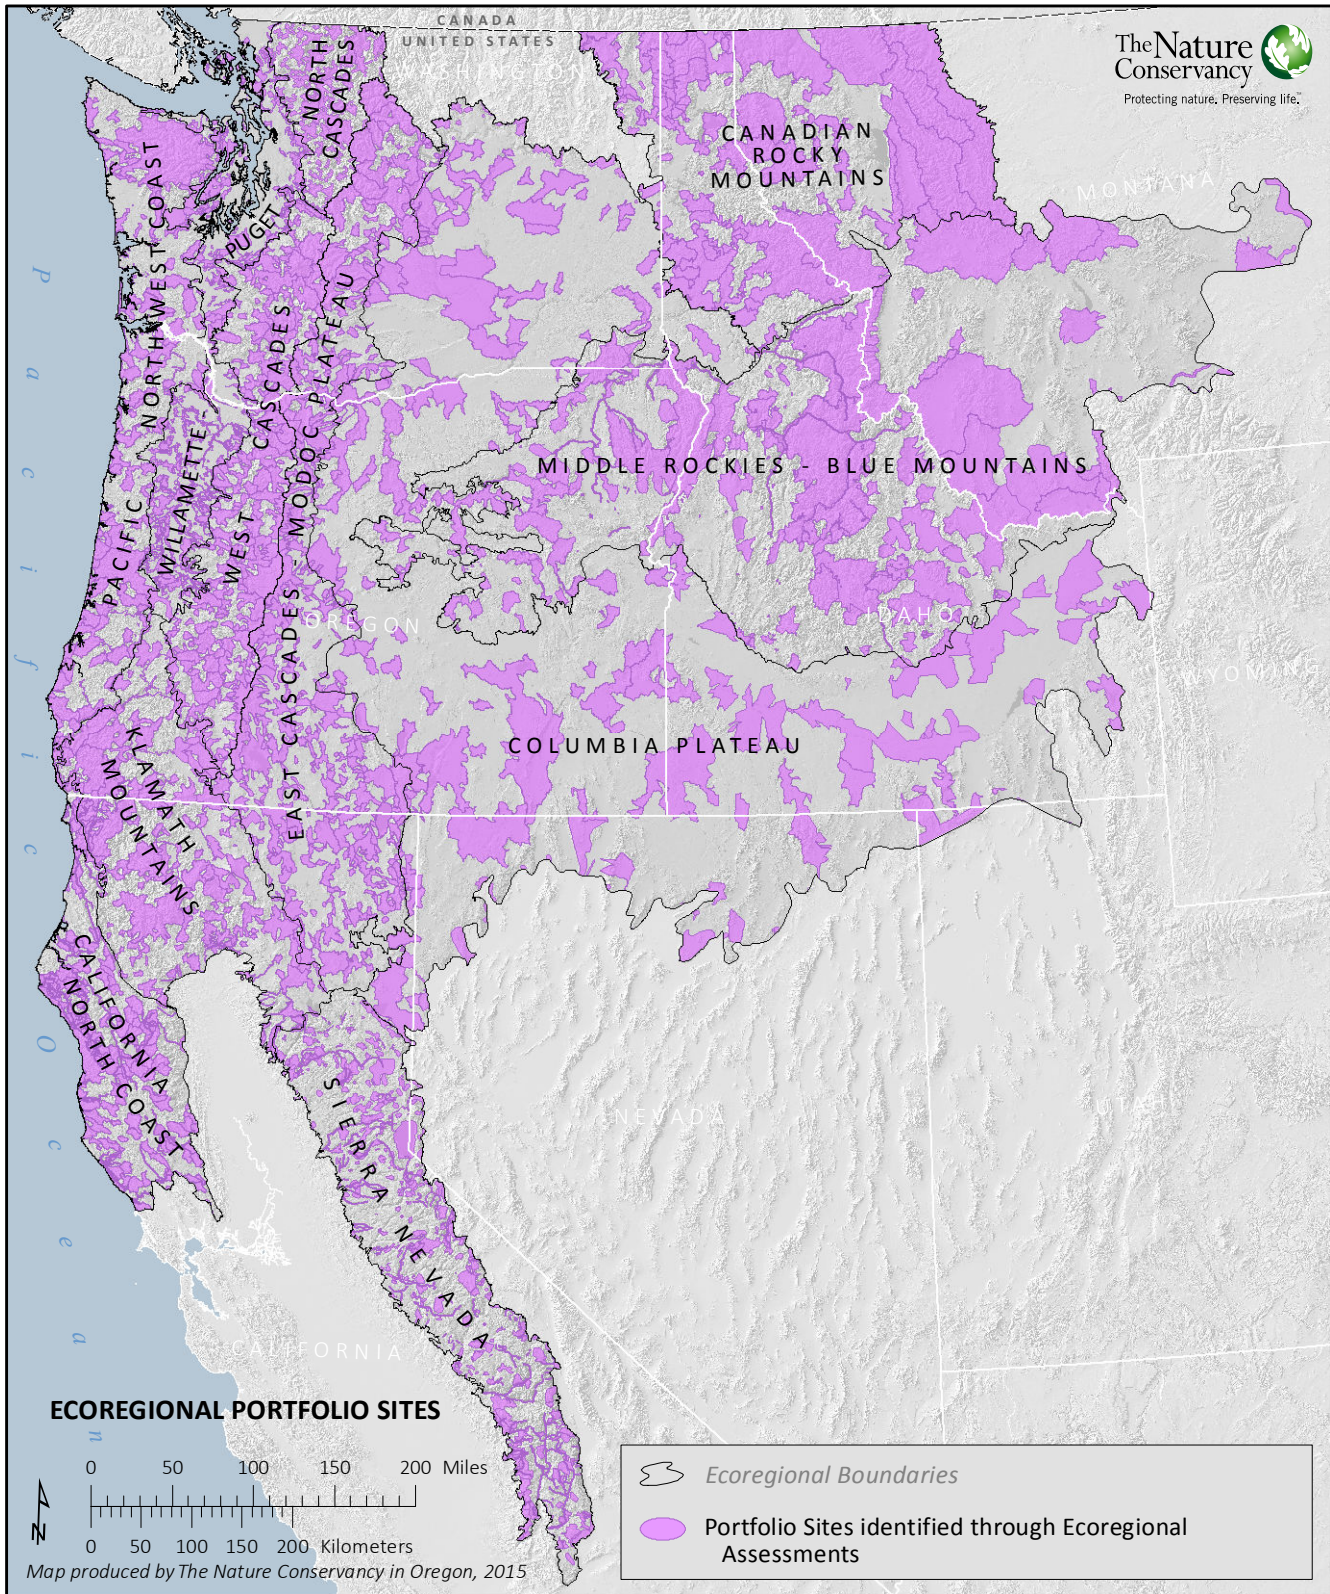 CANADA
UNITED STATES
The Nature
Conservancy
Protecting nature. Preserving life.™
WASHINGTON
NORTH
CASCADES
CANADIAN
ROCKY
MOUNTAINS
MONTANA
PUGET
PACIFIC NORTHWEST COAST
WILLAMETTE
WEST CASCADES
EAST CASCADES - MODOC PLATEAU
MIDDLE ROCKIES - BLUE MOUNTAINS
OREGON
IDAHO
WYOMING
COLUMBIA PLATEAU
KLAMATH
MOUNTAINS
CALIFORNIA
NORTH COAST
SIERRA NEVADA
NEVADA
UTAH
CALIFORNIA
Pacific Ocean
ECOREGIONAL PORTFOLIO SITES
0 50 100 150 200 Miles
0 50 100 150 200 Kilometers
N
Map produced by The Nature Conservancy in Oregon, 2015
Ecoregional Boundaries
Portfolio Sites identified through Ecoregional
Assessments